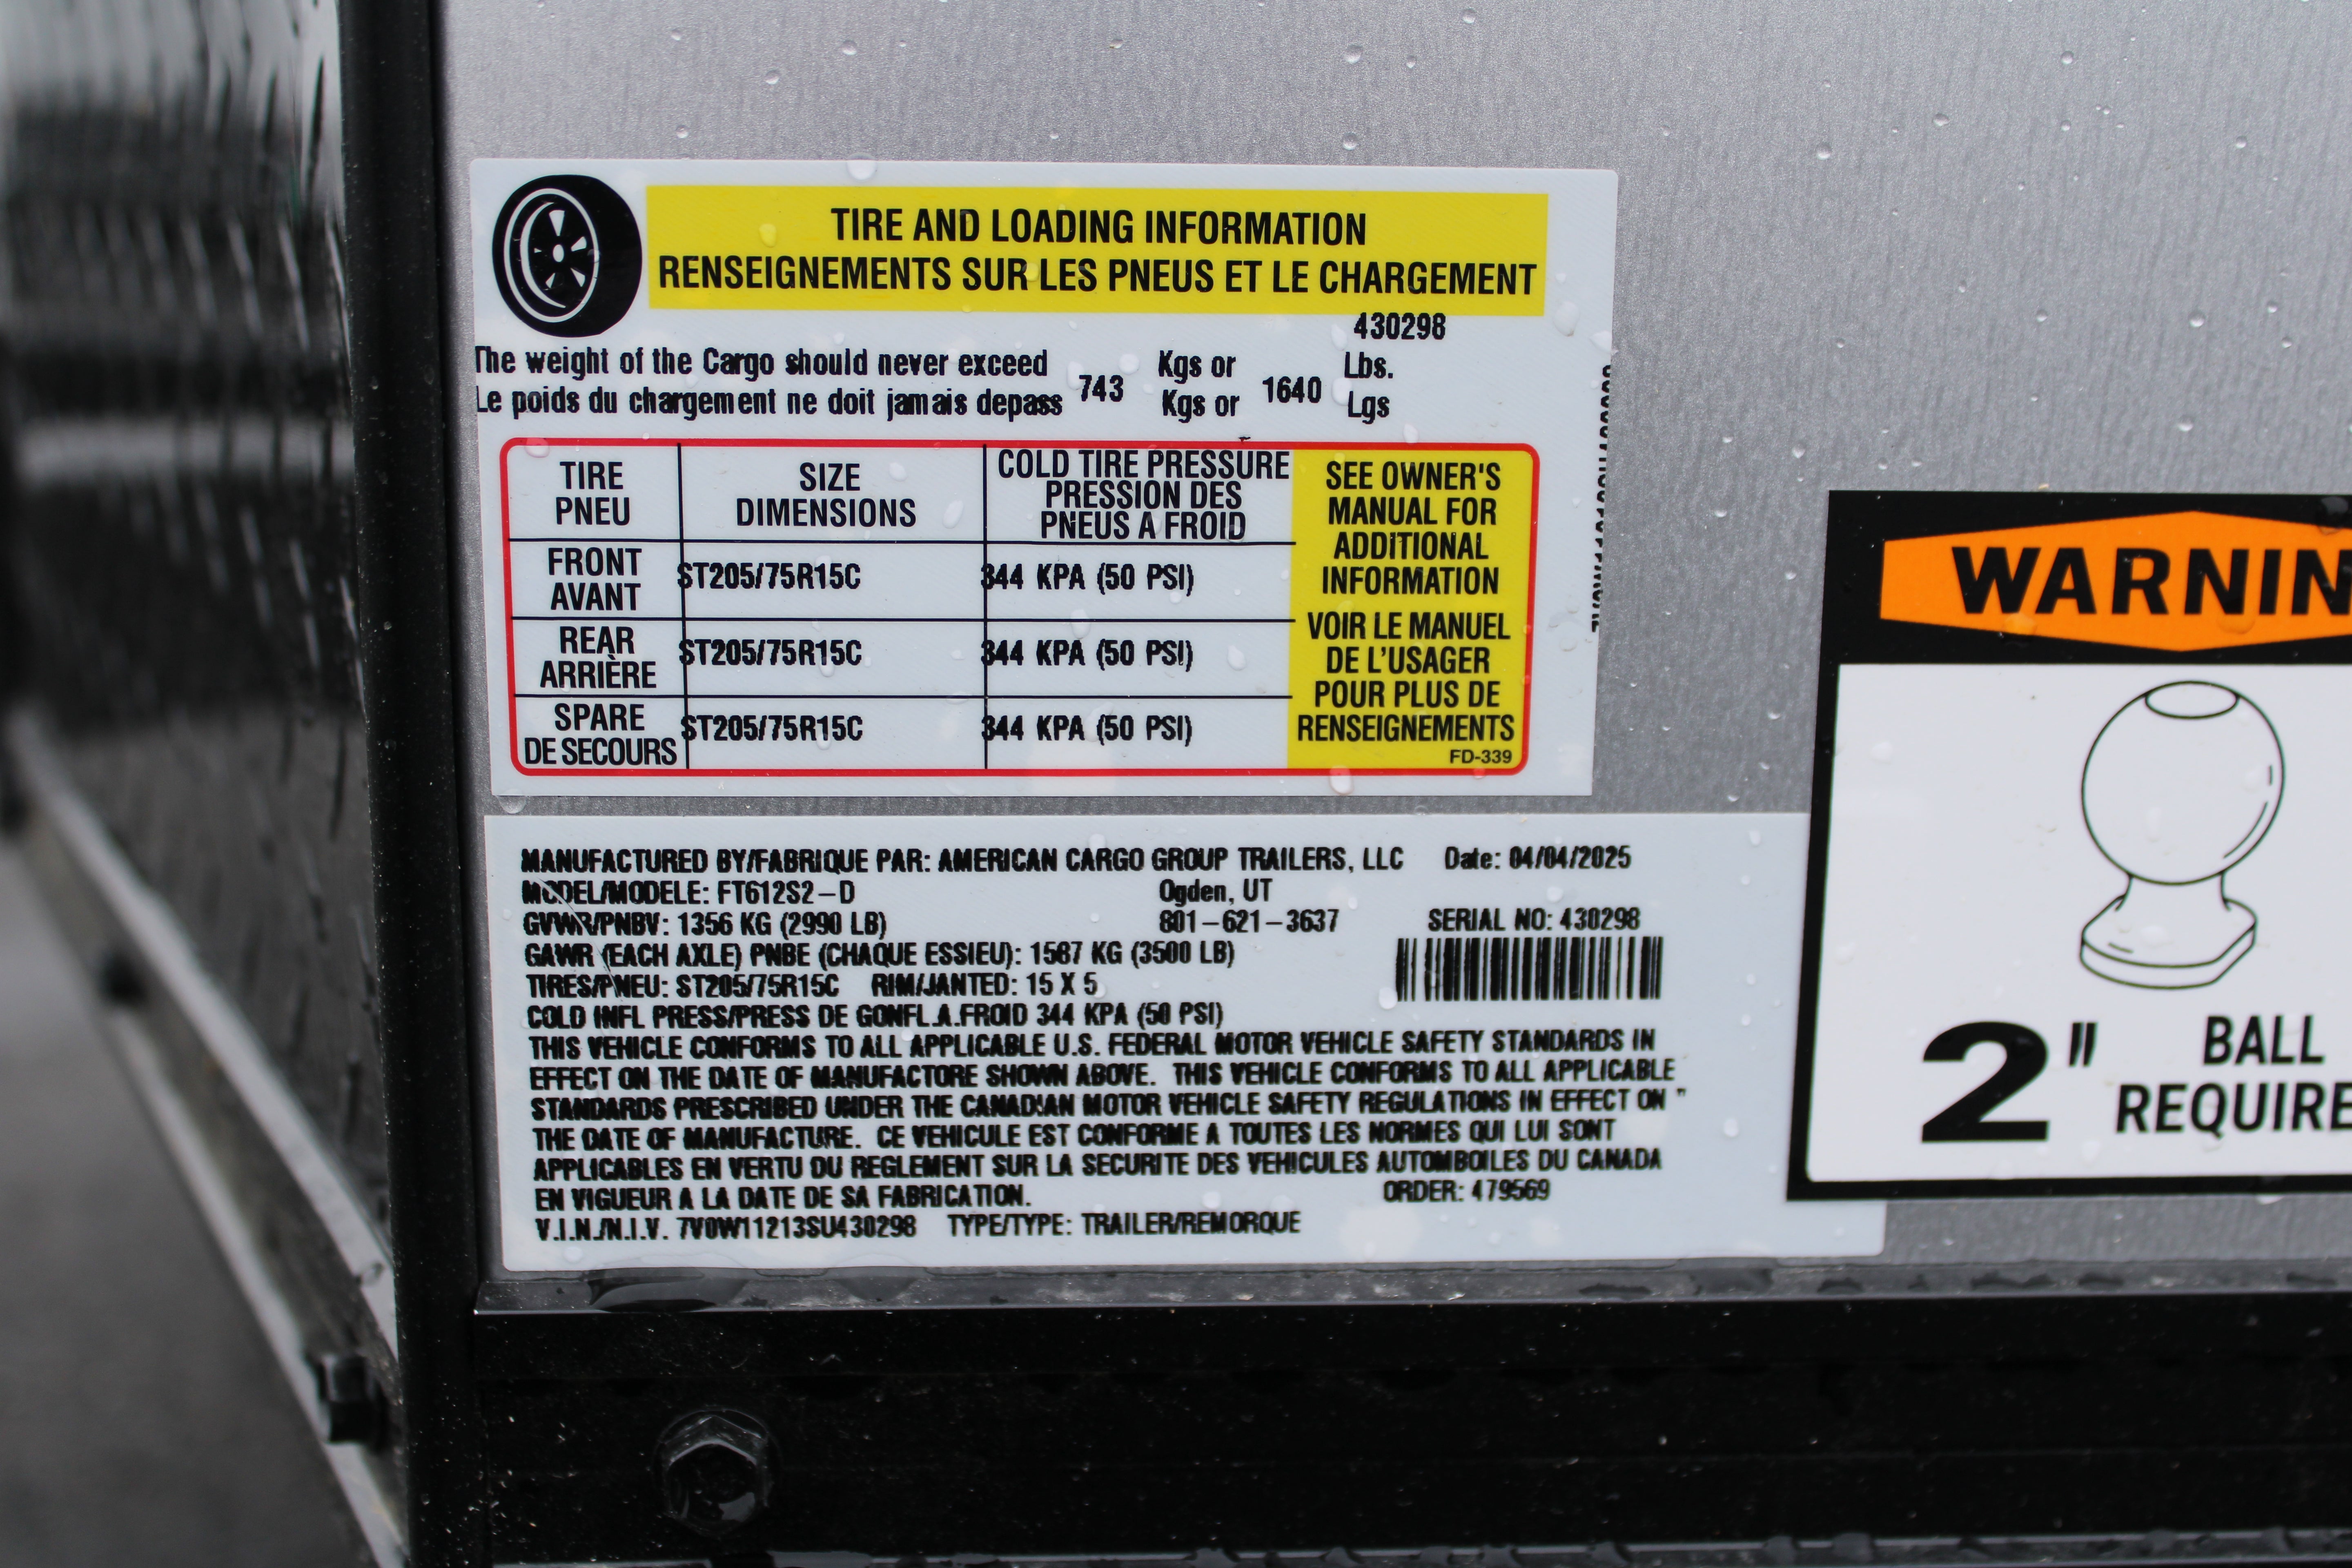 TIRE AND LOADING INFORMATION
RENSEIGNEMENTS SUR LES PNEUS ET LE CHARGEMENT
430298
The weight of the Cargo should never exceed 743 Kgs or 1640 Lbs.
Le poids du chargement ne doit jamais depass Kgs or Lgs
TIRE
PNEU
SIZE
DIMENSIONS
COLD TIRE PRESSURE
PRESSION DES
PNEUS A FROID
FRONT
AVANT
ST205/75R15C
344 KPA (50 PSI)
REAR
ARRIÈRE
ST205/75R15C
344 KPA (50 PSI)
SPARE
DE SECOURS
ST205/75R15C
344 KPA (50 PSI)
SEE OWNER'S
MANUAL FOR
ADDITIONAL
INFORMATION
VOIR LE MANUEL
DE L'USAGER
POUR PLUS DE
RENSEIGNEMENTS
FD-339
MANUFACTURED BY/FABRIQUE PAR: AMERICAN CARGO GROUP TRAILERS, LLC Date: 04/04/2025
MODEL/MODELE: FT612S2-D Ogden, UT
GVWR/PNBV: 1356 KG (2990 LB) 801-621-3637 SERIAL NO: 430298
GAWR (EACH AXLE) PNBE (CHAQUE ESSIEU): 1587 KG (3500 LB)
TIRES/PNEU: ST205/75R15C RIM/JANTED: 15 X 5
COLD INFL PRESS/PRESS DE GONFL.A.FROID 344 KPA (50 PSI)
THIS VEHICLE CONFORMS TO ALL APPLICABLE U.S. FEDERAL MOTOR VEHICLE SAFETY STANDARDS IN
EFFECT ON THE DATE OF MANUFACTORE SHOWN ABOVE. THIS VEHICLE CONFORMS TO ALL APPLICABLE
STANDARDS PRESCRIBED UNDER THE CANADIAN MOTOR VEHICLE SAFETY REGULATIONS IN EFFECT ON "
THE DATE OF MANUFACTURE. CE VEHICULE EST CONFORME A TOUTES LES NORMES QUI LUI SONT
APPLICABLES EN VERTU DU REGLEMENT SUR LA SECURITE DES VEHICULES AUTOMBOILES DU CANADA
EN VIGUEUR A LA DATE DE SA FABRICATION. ORDER: 479569
V.I.N./N.I.V. 7V0W11213SU430298 TYPE/TYPE: TRAILER/REMORQUE
WARNIN
2" BALL
REQUIRE